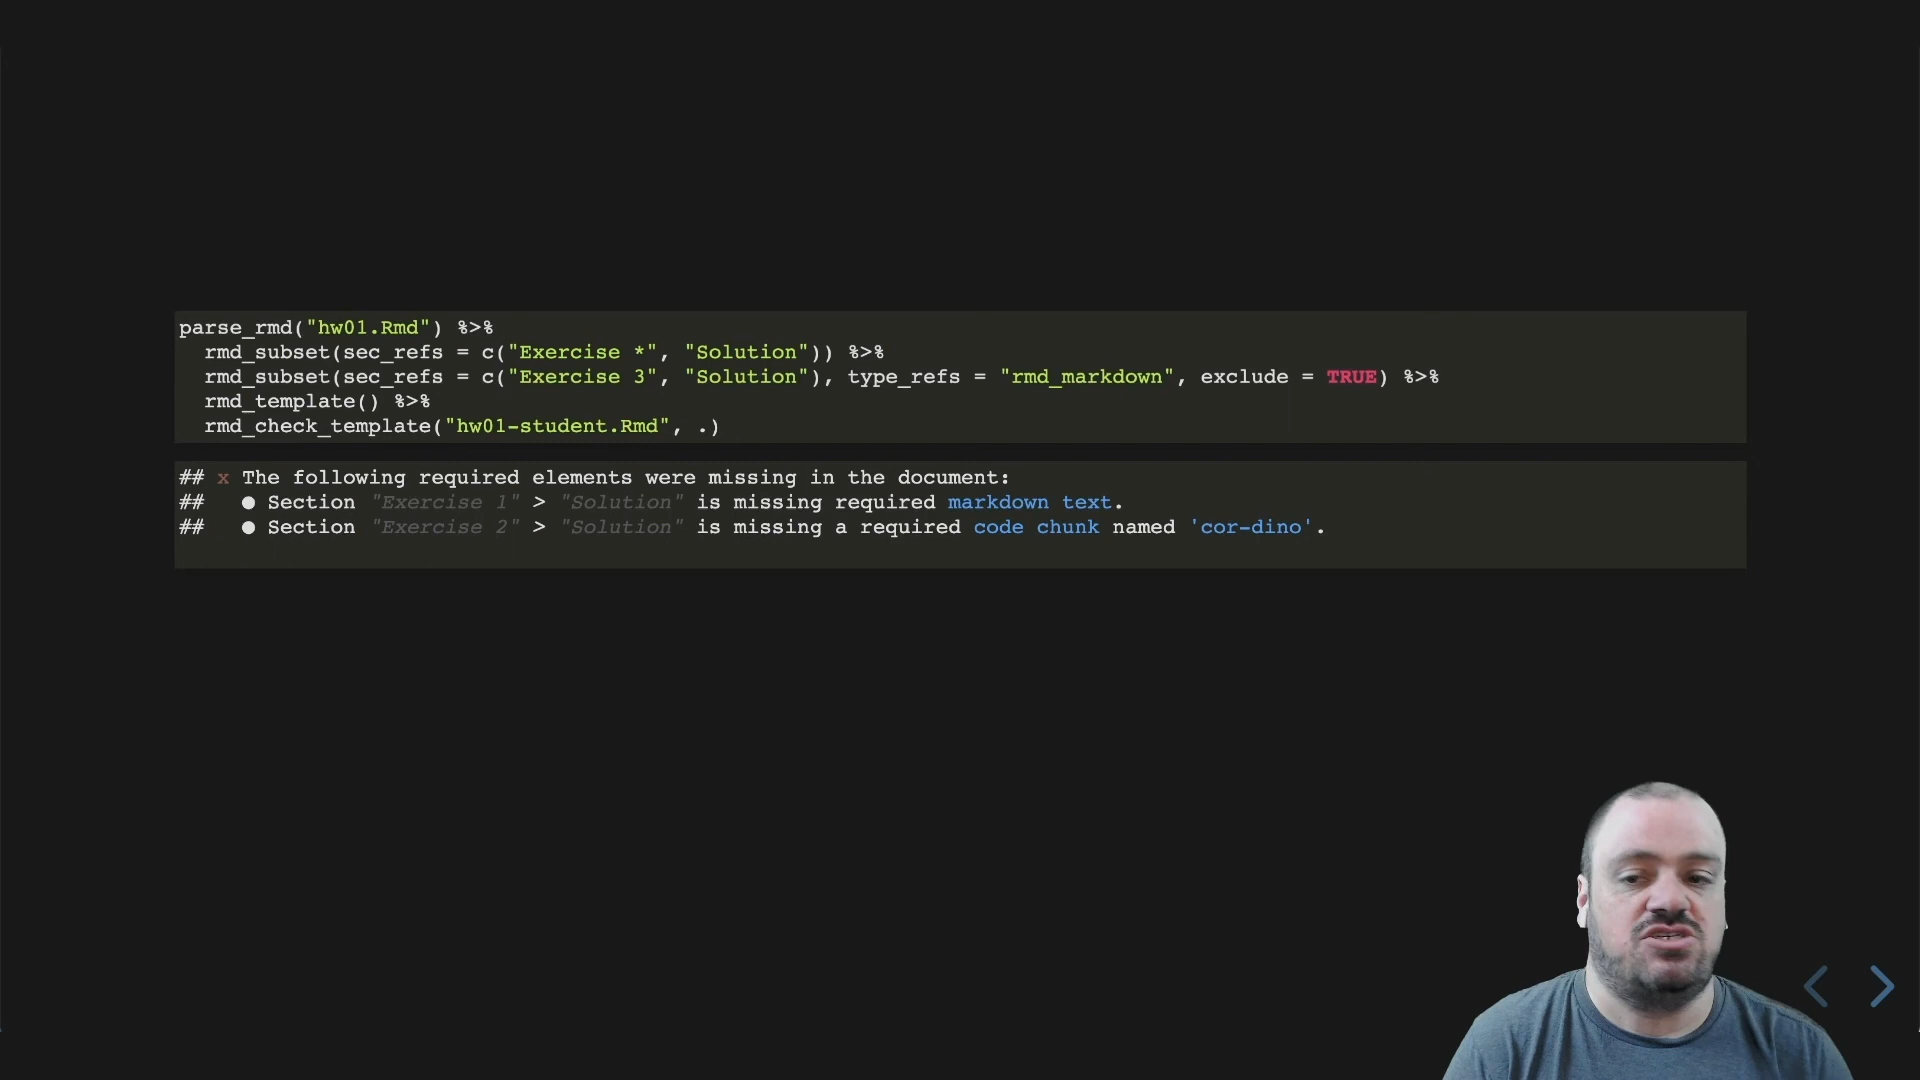 parse_rmd("hw01.Rmd") %>%
  rmd_subset(sec_refs = c("Exercise *", "Solution")) %>%
  rmd_subset(sec_refs = c("Exercise 3", "Solution"), type_refs = "rmd_markdown", exclude = TRUE) %>%
  rmd_template() %>%
  rmd_check_template("hw01-student.Rmd", .)
## x The following required elements were missing in the document:
##   ● Section "Exercise 1" > "Solution" is missing required markdown text.
##   ● Section "Exercise 2" > "Solution" is missing a required code chunk named 'cor-dino'.